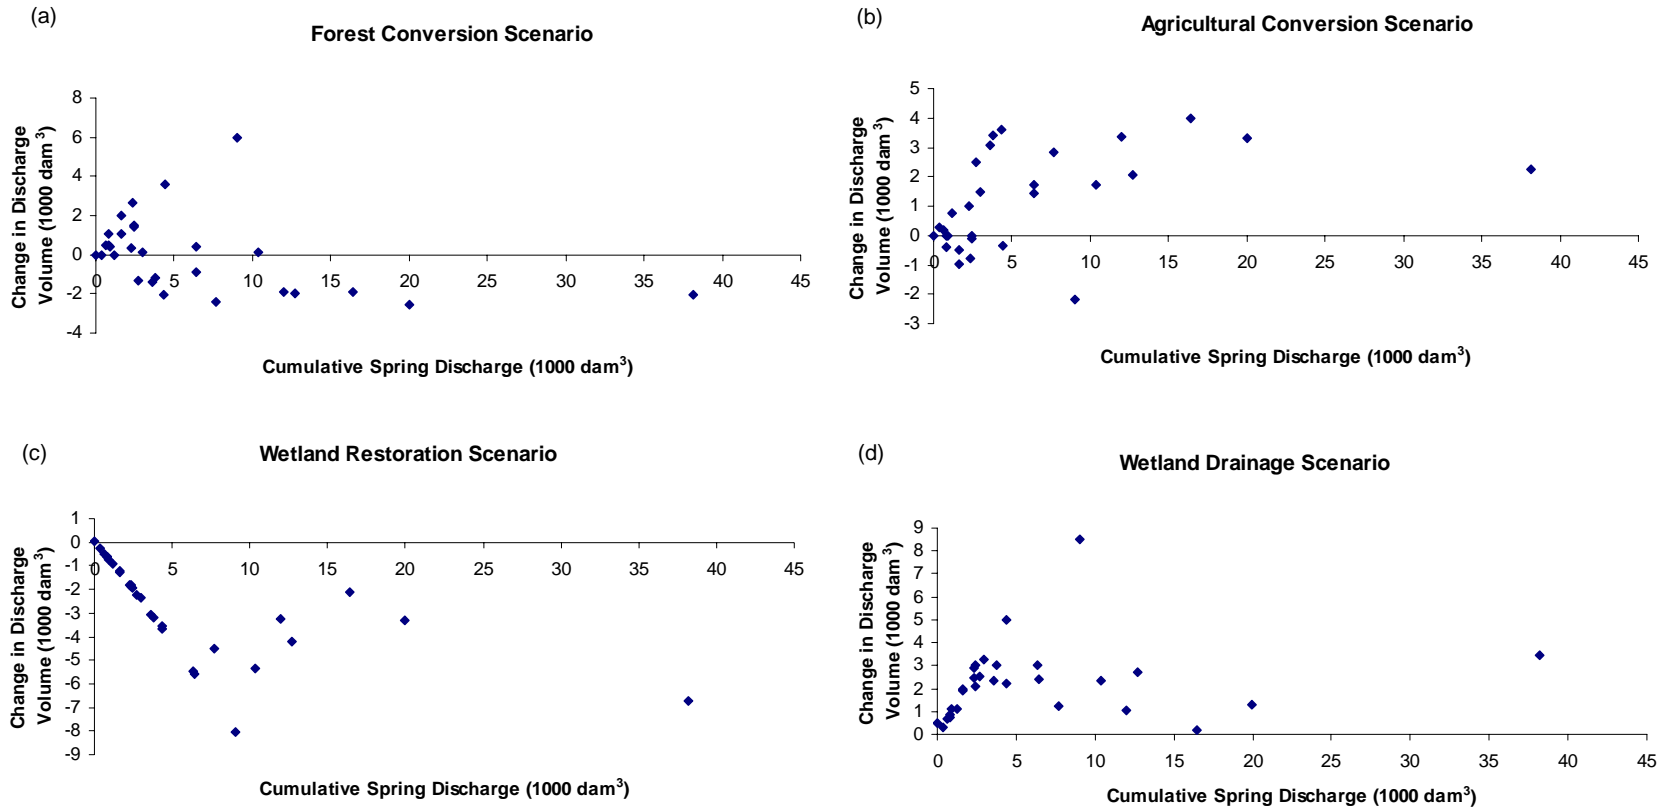 (a)
Forest Conversion Scenario
8
6
4
2
0
-2
-4
0 5 10 15 20 25 30 35 40 45
Change in Discharge
Volume (1000 dam³)
Cumulative Spring Discharge (1000 dam³)
(b)
Agricultural Conversion Scenario
5
4
3
2
1
0
-1
-2
-3
0 5 10 15 20 25 30 35 40 45
Change in Discharge
Volume (1000 dam³)
Cumulative Spring Discharge (1000 dam³)
(c)
Wetland Restoration Scenario
1
0
-1
-2
-3
-4
-5
-6
-7
-8
-9
0 5 10 15 20 25 30 35 40 45
Change in Discharge
Volume (1000 dam³)
Cumulative Spring Discharge (1000 dam³)
(d)
Wetland Drainage Scenario
9
8
7
6
5
4
3
2
1
0
0 5 10 15 20 25 30 35 40 45
Change in Discharge
Volume (1000 dam³)
Cumulative Spring Discharge (1000 dam³)